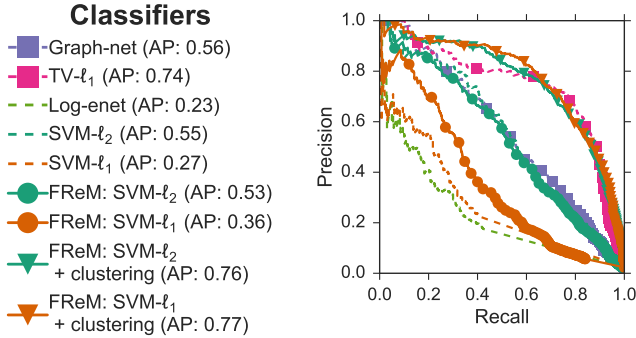 Classifiers
Graph-net (AP: 0.56)
TV-ℓ₁ (AP: 0.74)
Log-enet (AP: 0.23)
SVM-ℓ₂ (AP: 0.55)
SVM-ℓ₁ (AP: 0.27)
FReM: SVM-ℓ₂ (AP: 0.53)
FReM: SVM-ℓ₁ (AP: 0.36)
FReM: SVM-ℓ₂
+ clustering (AP: 0.76)
FReM: SVM-ℓ₁
+ clustering (AP: 0.77)
Precision
1.0
0.8
0.6
0.4
0.2
0.0
0.0 0.2 0.4 0.6 0.8 1.0
Recall